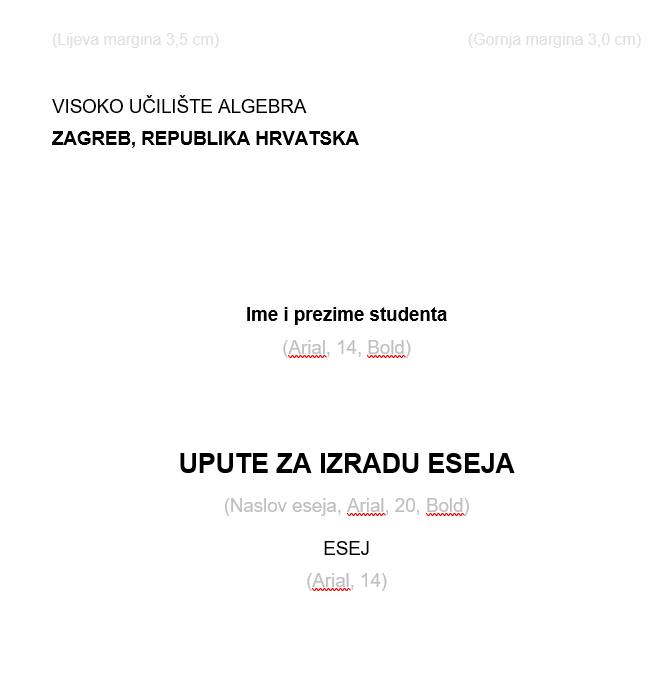 (Lijeva margina 3,5 cm) (Gornja margina 3,0 cm)
VISOKO UČILIŠTE ALGEBRA
ZAGREB, REPUBLIKA HRVATSKA
Ime i prezime studenta
(Arial, 14, Bold)
UPUTE ZA IZRADU ESEJA
(Naslov eseja, Arial, 20, Bold)
ESEJ
(Arial, 14)